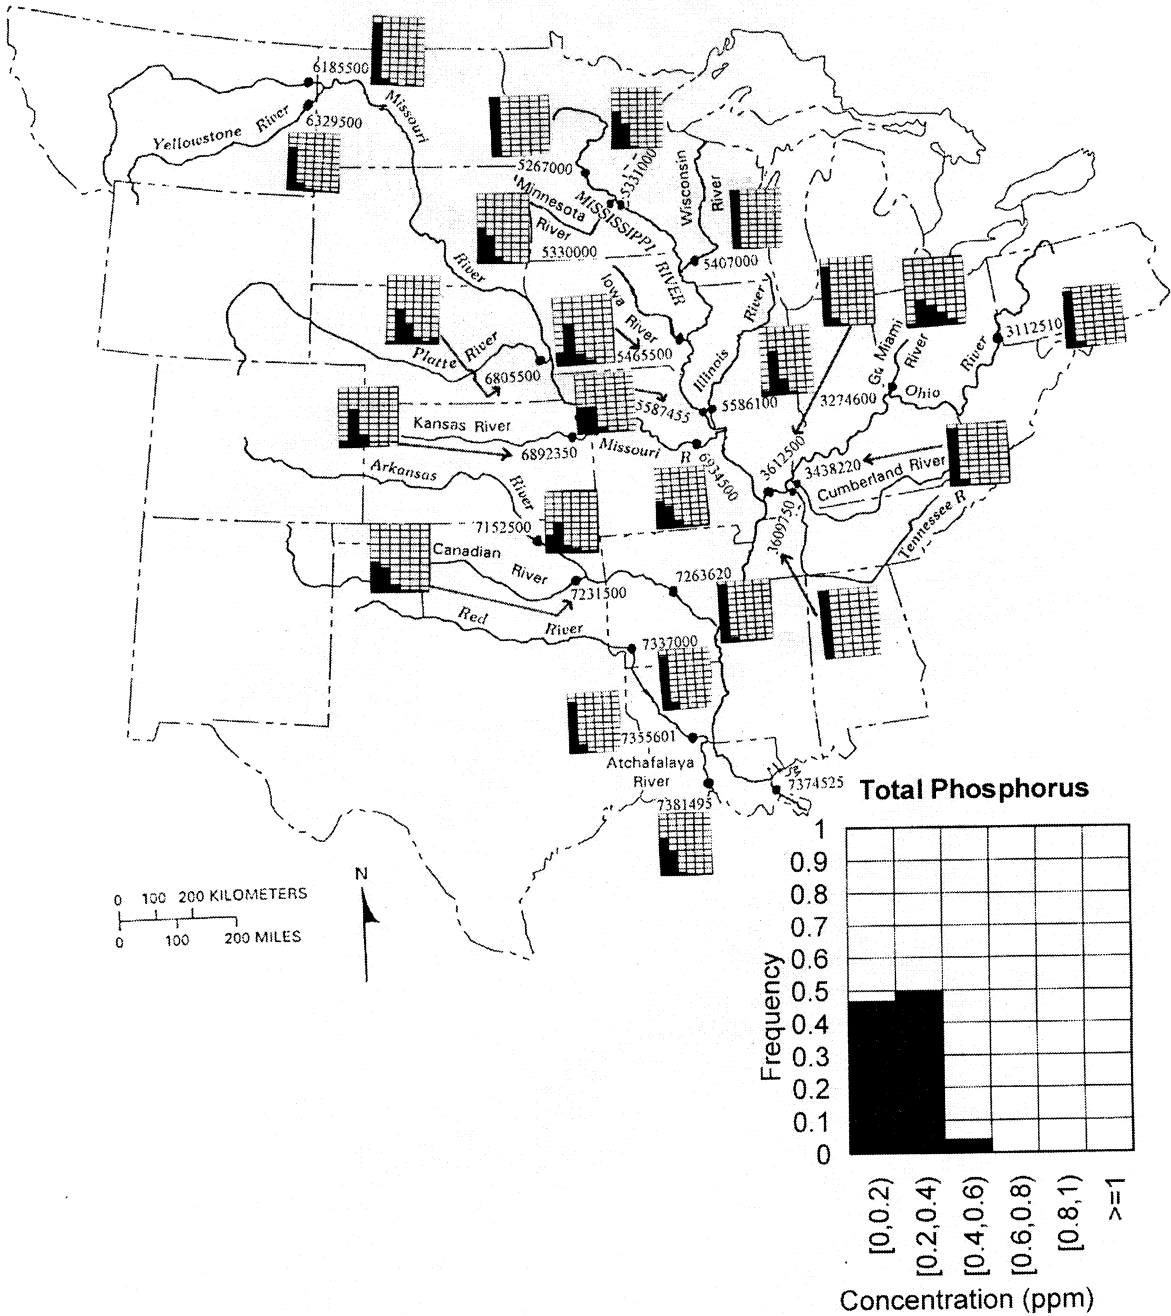 6185500
Missouri
Yellowstone River
6329500
5267000
5331000
Minnesota
River
5330000
MISSISSIPPI RIVER
Wisconsin
River
5407000
River
Iowa
River
5465500
Platte River
6805500
Illinois River
5587455
5586100
Gt Miami
River
3274600
Ohio River
3112510
Kansas River
6892350
Missouri R
6934500
3612500
3438220
Cumberland River
3609750
Tennessee R
Arkansas
River
7152500
Canadian
River
7231500
7263620
Red River
7337000
7355601
Atchafalaya
River
7381495
7374525
Total Phosphorus
1
0.9
0.8
0.7
0.6
0.5
0.4
0.3
0.2
0.1
0
Frequency
[0,0.2)
[0.2,0.4)
[0.4,0.6)
[0.6,0.8)
[0.8,1)
>=1
Concentration (ppm)
N
0 100 200 KILOMETERS
0 100 200 MILES